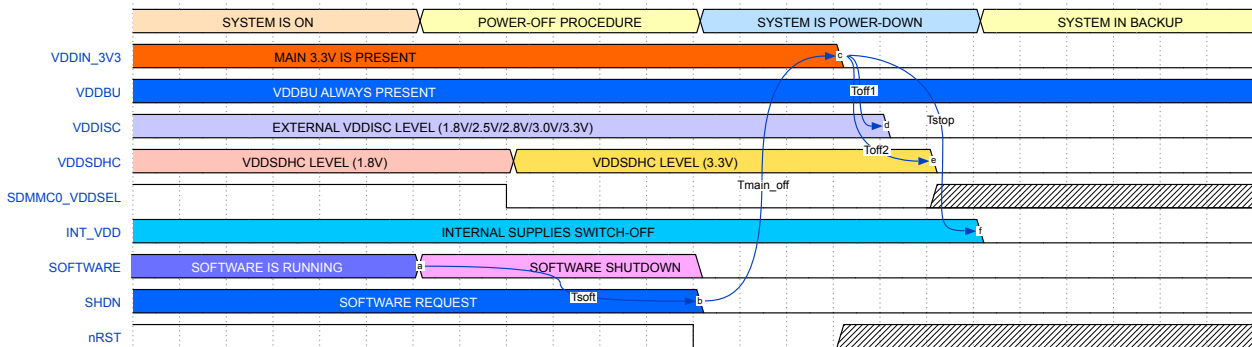 SYSTEM IS ON POWER-OFF PROCEDURE SYSTEM IS POWER-DOWN SYSTEM IN BACKUP
VDDIN_3V3 MAIN 3.3V IS PRESENT c
VDDBU VDDBU ALWAYS PRESENT Toff1
VDDISC EXTERNAL VDDISC LEVEL (1.8V/2.5V/2.8V/3.0V/3.3V) d Tstop
Toff2
VDDSDHC VDDSDHC LEVEL (1.8V) VDDSDHC LEVEL (3.3V) e
Tmain_off
SDMMC0_VDDSEL
INT_VDD INTERNAL SUPPLIES SWITCH-OFF f
SOFTWARE SOFTWARE IS RUNNING a SOFTWARE SHUTDOWN
SHDN SOFTWARE REQUEST Tsoft b
nRST